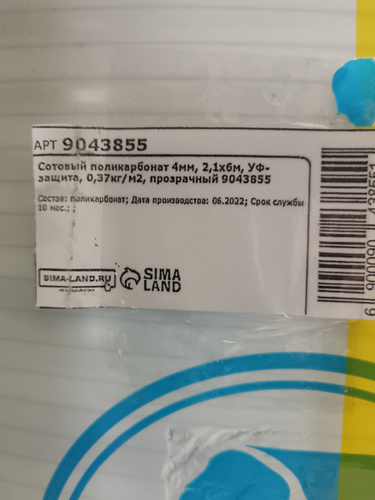 АРТ 9043855
Сотовый поликарбонат 4мм, 2,1х6м, УФ-
защита, 0,37кг/м2, прозрачный 9043855
Состав: поликарбонат; Дата производства: 06.2022; Срок службы
10 мес.; ;
SIMA-LAND.RU
SIMA
LAND